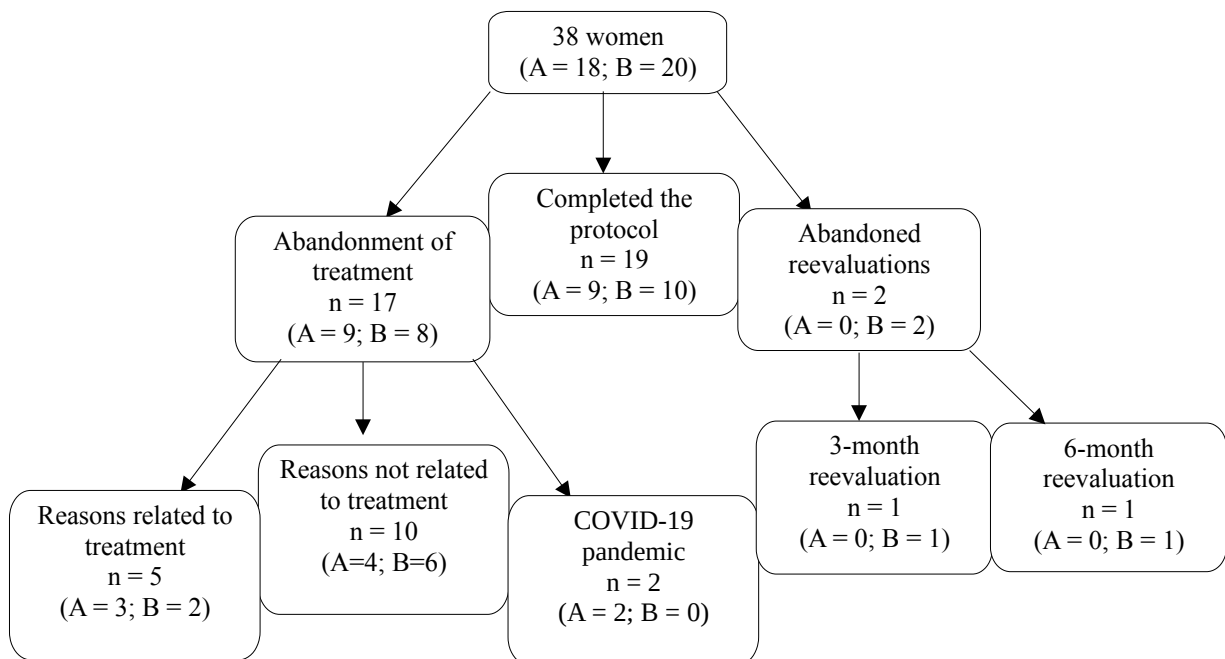 38 women
(A = 18; B = 20)
Abandonment of
treatment
n = 17
(A = 9; B = 8)
Completed the
protocol
n = 19
(A = 9; B = 10)
Abandoned
reevaluations
n = 2
(A = 0; B = 2)
Reasons related to
treatment
n = 5
(A = 3; B = 2)
Reasons not related
to treatment
n = 10
(A=4; B=6)
COVID-19
pandemic
n = 2
(A = 2; B = 0)
3-month
reevaluation
n = 1
(A = 0; B = 1)
6-month
reevaluation
n = 1
(A = 0; B = 1)